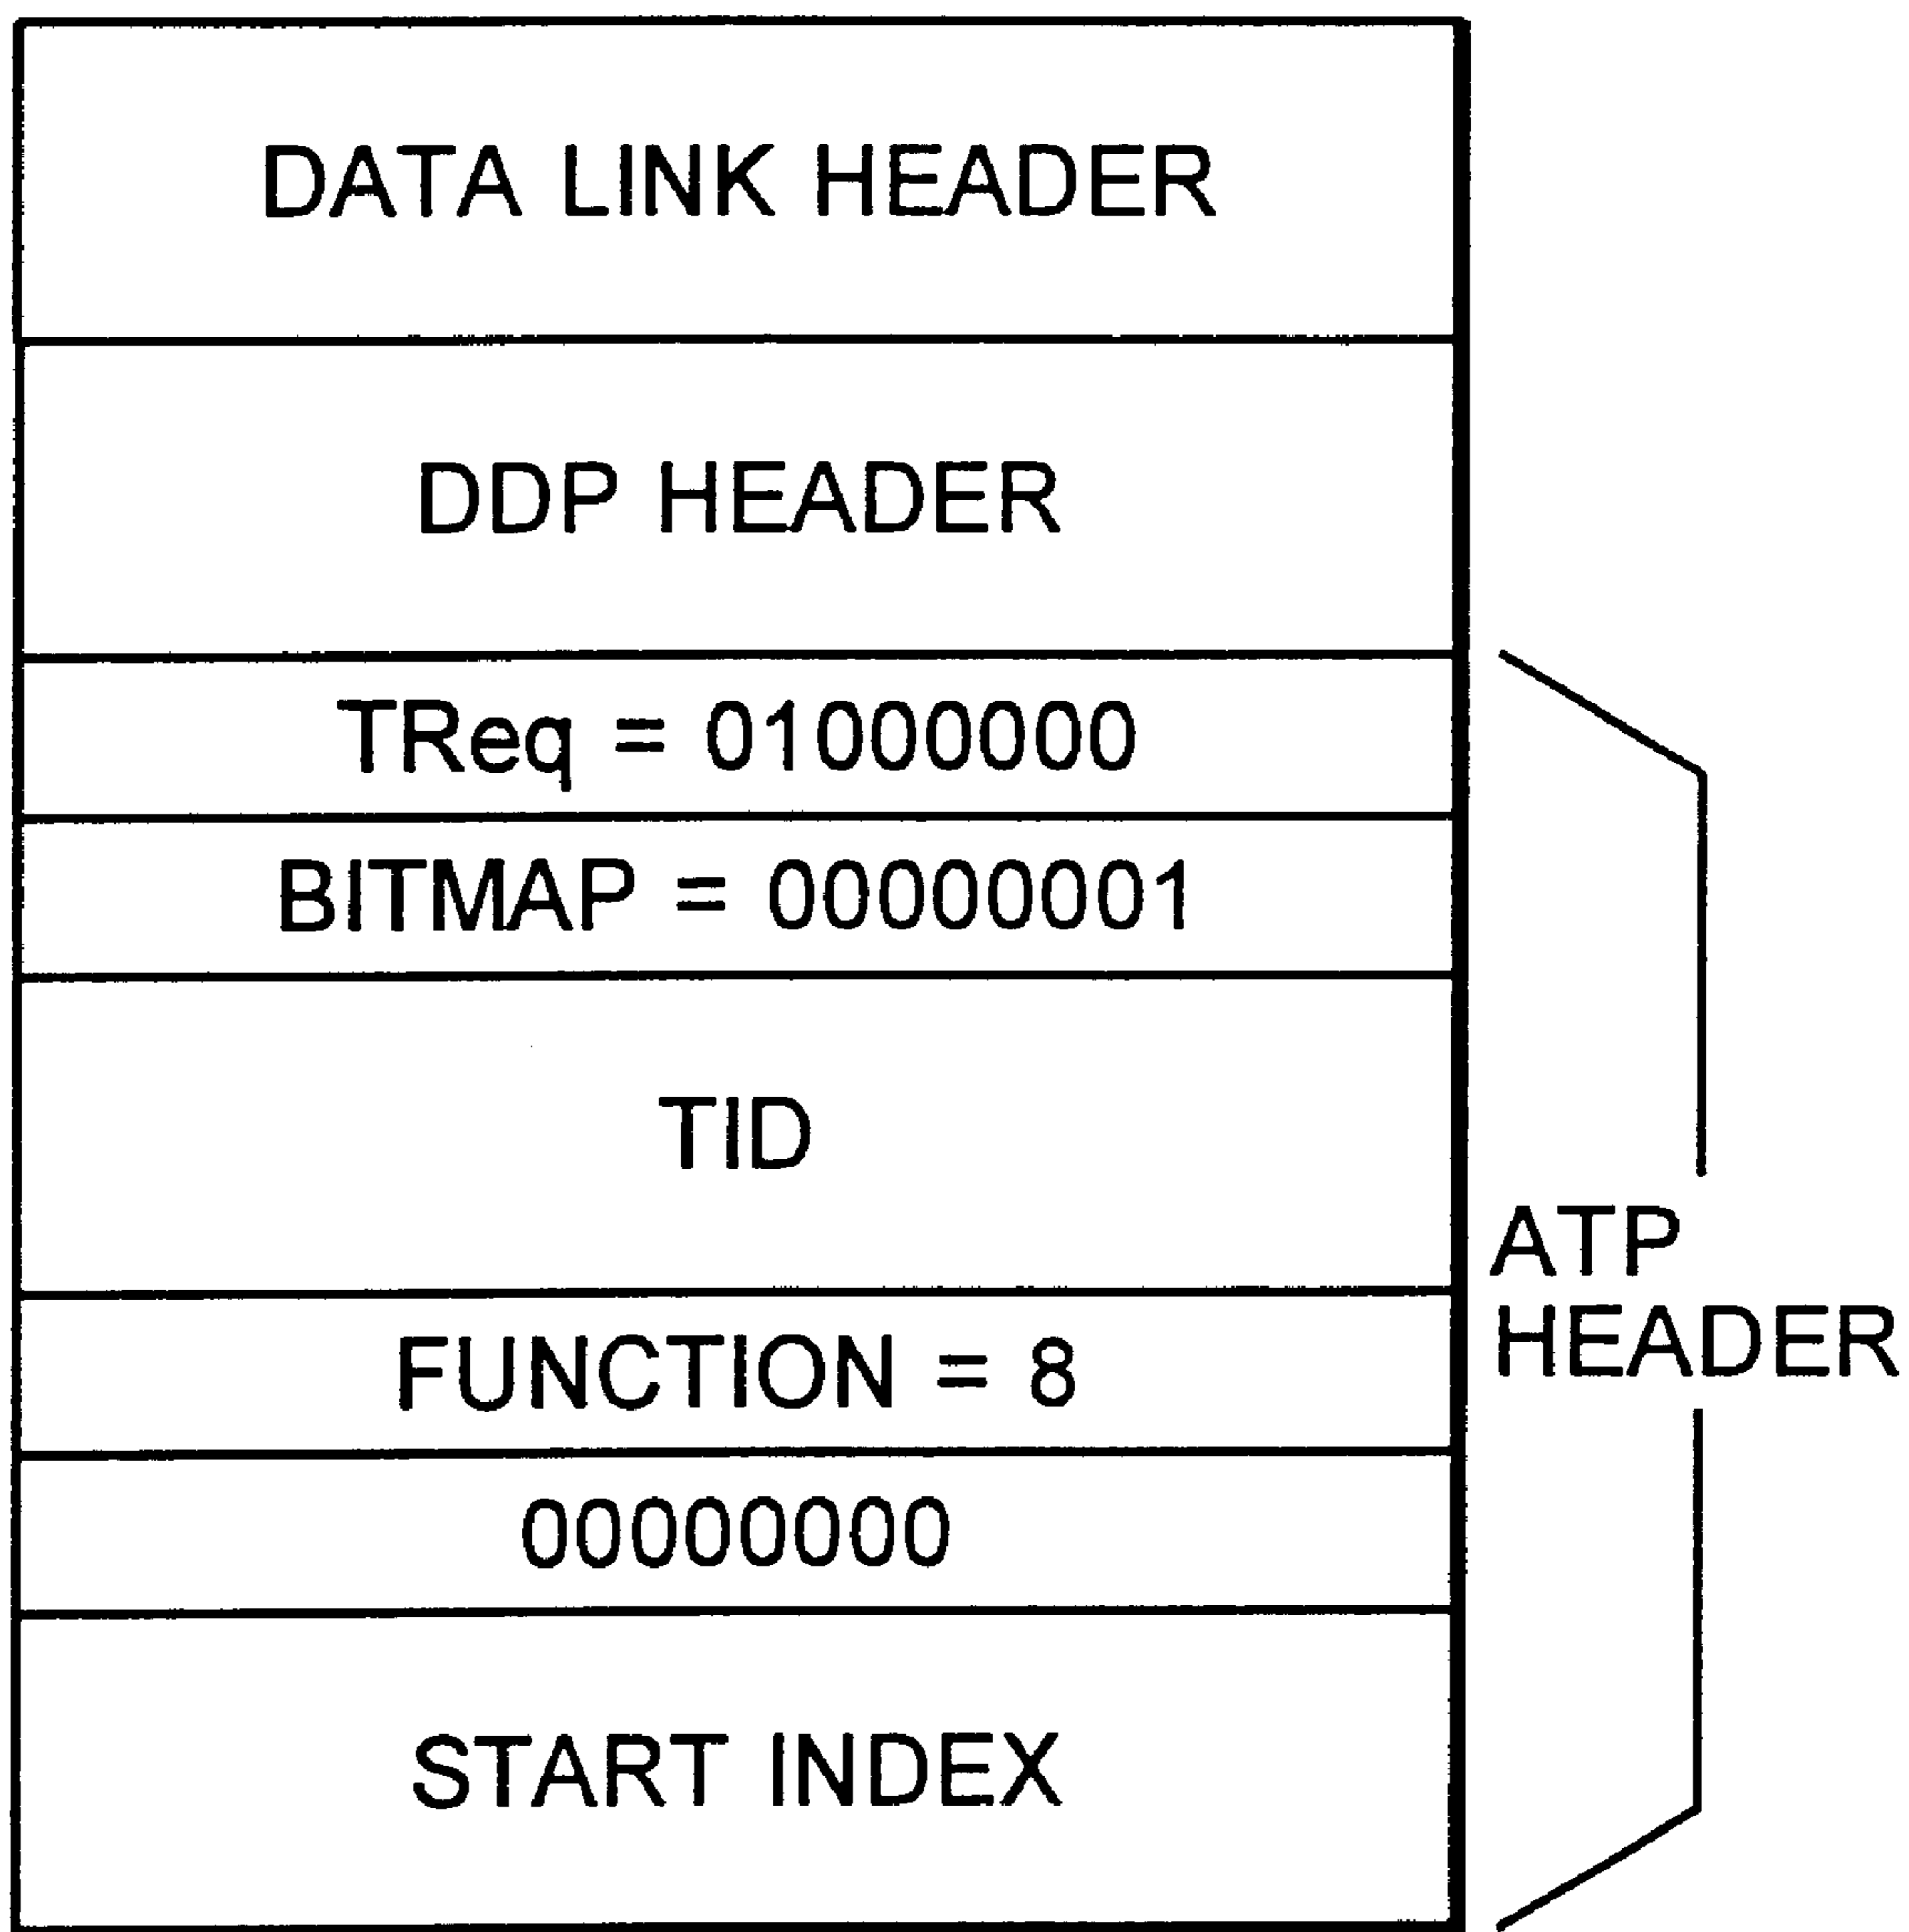 DATA LINK HEADER
DDP HEADER
TReq = 01000000
BITMAP = 00000001
TID
ATP
HEADER
FUNCTION = 8
00000000
START INDEX